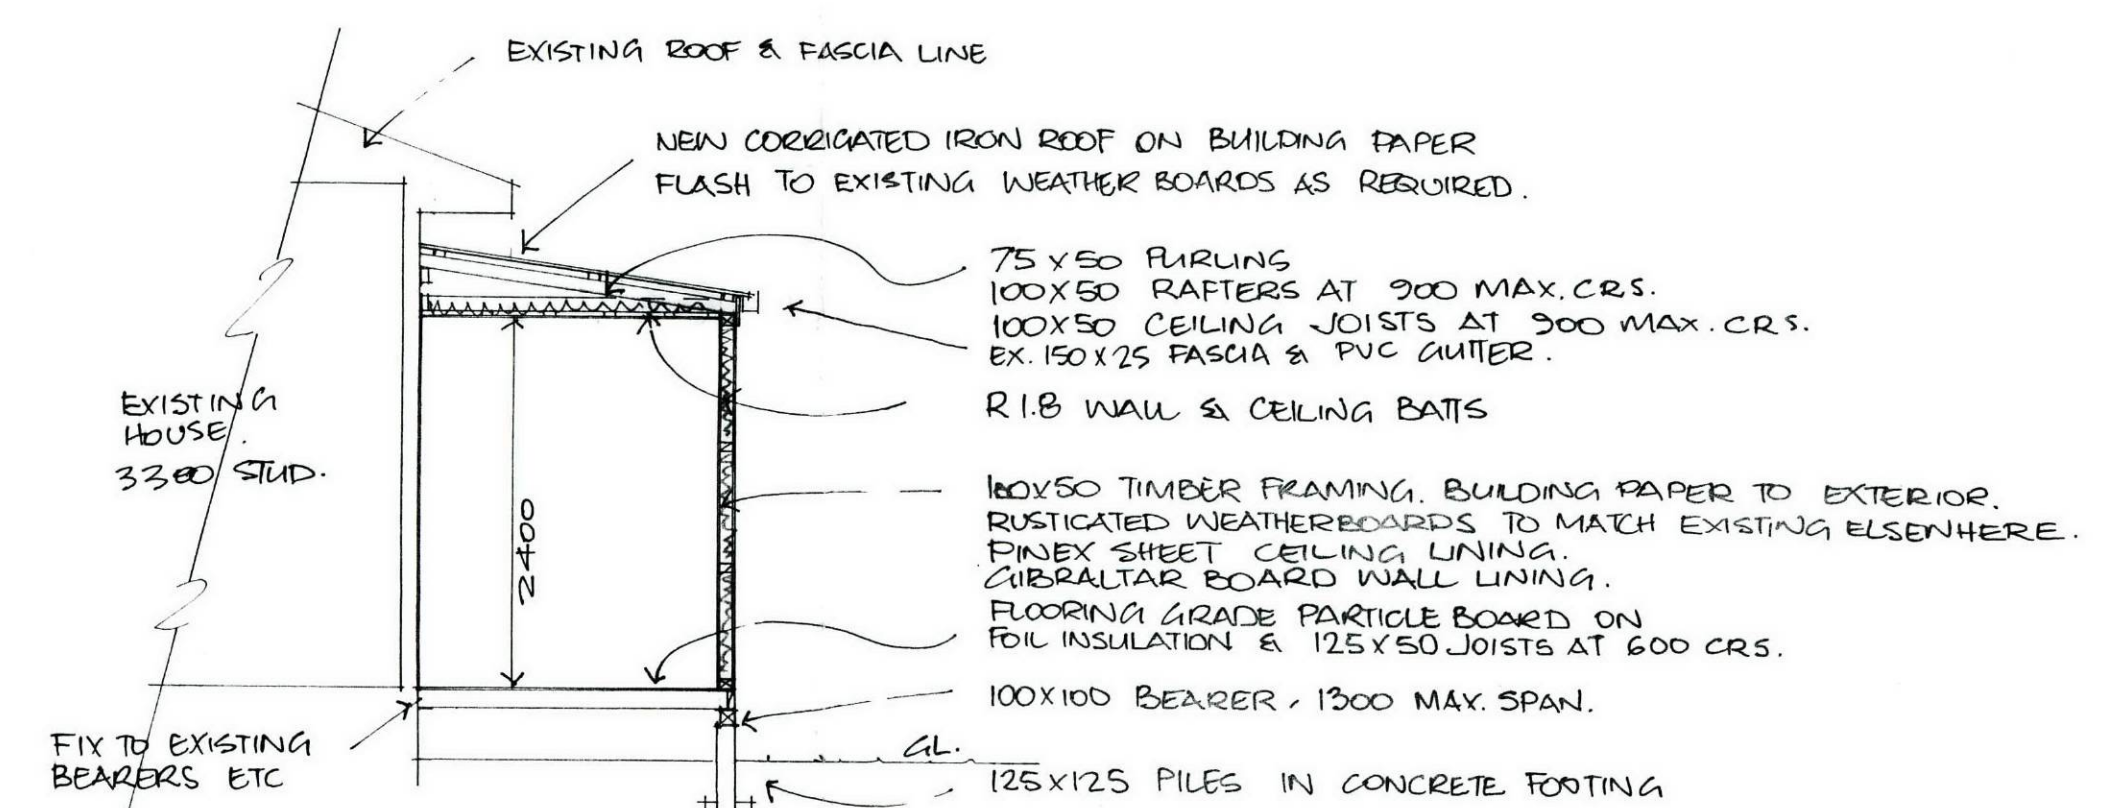 EXISTING ROOF & FASCIA LINE
NEW CORRIGATED IRON ROOF ON BUILDING PAPER
FLASH TO EXISTING WEATHER BOARDS AS REQUIRED.
75 X 50 PURLINS
100X50 RAFTERS AT 900 MAX. CRS.
100X50 CEILING JOISTS AT 900 MAX. CRS.
EX. 150 X 25 FASCIA & PVC GUTTER.
R 1.8 WALL & CEILING BATTS
EXISTING
HOUSE.
3300 STUD.
2400
100X50 TIMBER FRAMING. BUILDING PAPER TO EXTERIOR.
RUSTICATED WEATHERBOARDS TO MATCH EXISTING ELSEWHERE.
PINEX SHEET CEILING LINING.
GIBRALTAR BOARD WALL LINING.
FLOORING GRADE PARTICLE BOARD ON
FOIL INSULATION & 125 X 50 JOISTS AT 600 CRS.
100X100 BEARER, 1300 MAX. SPAN.
FIX TO EXISTING
BEARERS ETC
GL.
125X125 PILES IN CONCRETE FOOTING